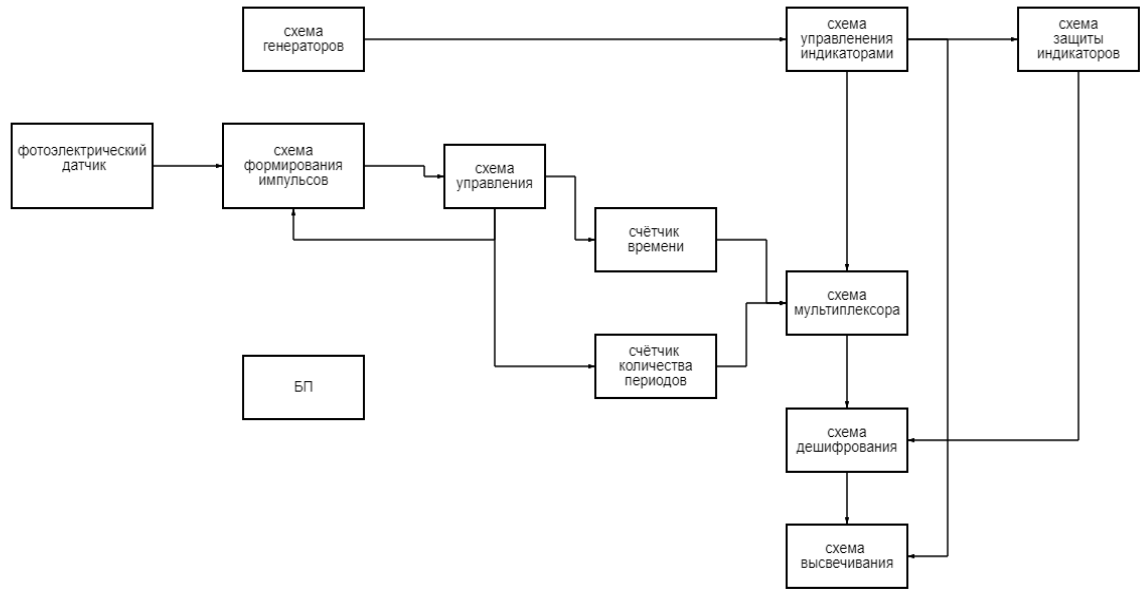 схема
генераторов
схема
управленения
индикаторами
схема
защиты
индикаторов
фотоэлектрический
датчик
схема
формирования
импульсов
схема
управления
счётчик
времени
схема
мультиплексора
счётчик
количества
периодов
БП
схема
дешифрования
схема
высвечивания